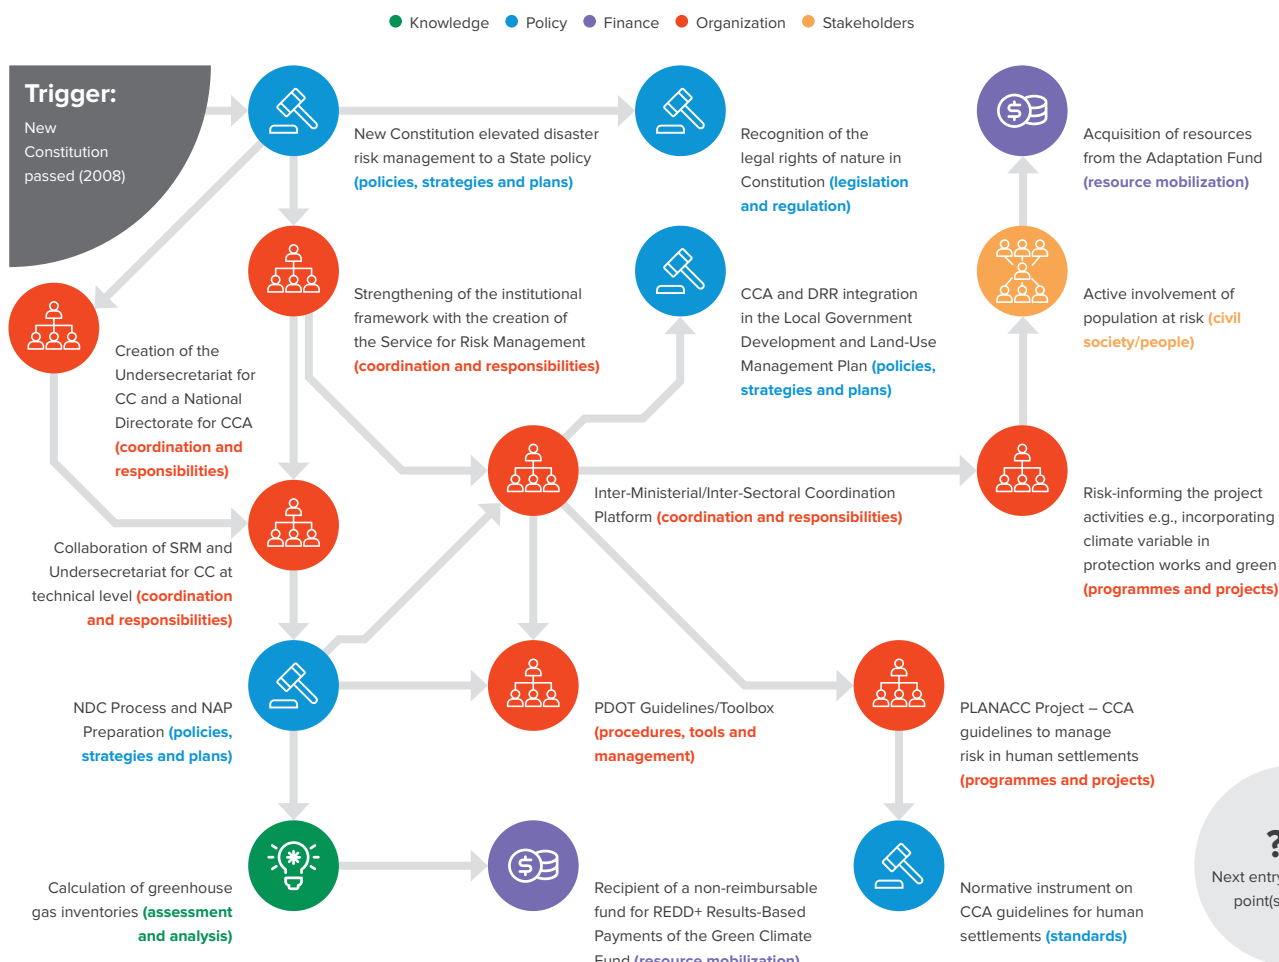 Knowledge Policy Finance Organization Stakeholders
Trigger:
New
Constitution
passed (2008)
New Constitution elevated disaster
risk management to a State policy
(policies, strategies and plans)
Recognition of the
legal rights of nature in
Constitution (legislation
and regulation)
Acquisition of resources
from the Adaptation Fund
(resource mobilization)
Strengthening of the institutional
framework with the creation of
the Service for Risk Management
(coordination and responsibilities)
CCA and DRR integration
in the Local Government
Development and Land-Use
Management Plan (policies,
strategies and plans)
Active involvement of
population at risk (civil
society/people)
Creation of the
Undersecretariat for
CC and a National
Directorate for CCA
(coordination and
responsibilities)
Inter-Ministerial/Inter-Sectoral Coordination
Platform (coordination and responsibilities)
Risk-informing the project
activities e.g., incorporating
climate variable in
protection works and green
(programmes and projects)
Collaboration of SRM and
Undersecretariat for CC at
technical level (coordination
and responsibilities)
NDC Process and NAP
Preparation (policies,
strategies and plans)
PDOT Guidelines/Toolbox
(procedures, tools and
management)
PLANACC Project – CCA
guidelines to manage
risk in human settlements
(programmes and projects)
Calculation of greenhouse
gas inventories (assessment
and analysis)
Recipient of a non-reimbursable
fund for REDD+ Results-Based
Payments of the Green Climate
Fund (resource mobilization)
Normative instrument on
CCA guidelines for human
settlements (standards)
?
Next entry
point(s